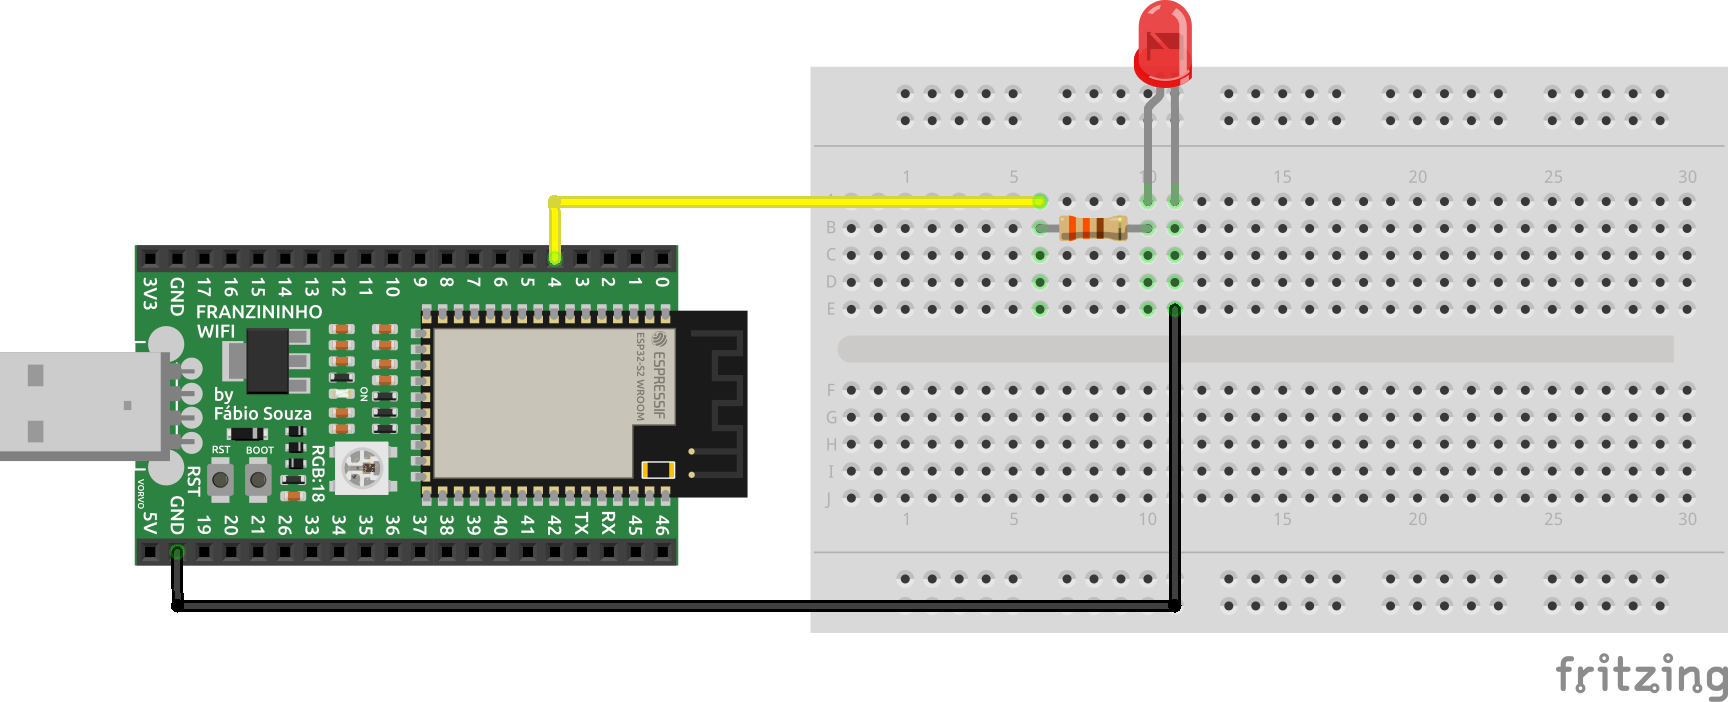 3V3 GND 17 16 15 14 13 12 11 10 9 8 7 6 5 4 3 2 1 0
FRANZININHO
WIFI
by
Fábio Souza
ON
RST BOOT
RGB:18
RST
VORVO
ESPRESSIF
ESP32-S2 WROOM
5V GND 19 20 21 26 33 34 35 36 37 38 39 40 41 42 TX RX 45 46
1 5 10 15 20 25 30
A
B
C
D
E
F
G
H
I
J
1 5 10 15 20 25 30
fritzing